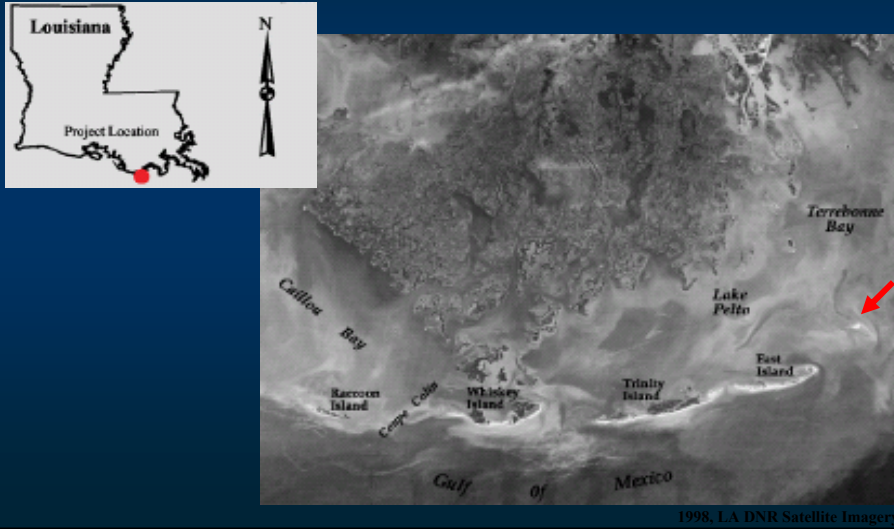 Louisiana
N
Project Location
Terrebonne
Bay
Caillou
Bay
Lake
Pelto
East
Island
Trinity
Island
Whiskey
Island
Raccoon
Island
Coupe Colin
Gulf Of Mexico
1998, LA DNR Satellite Imagery